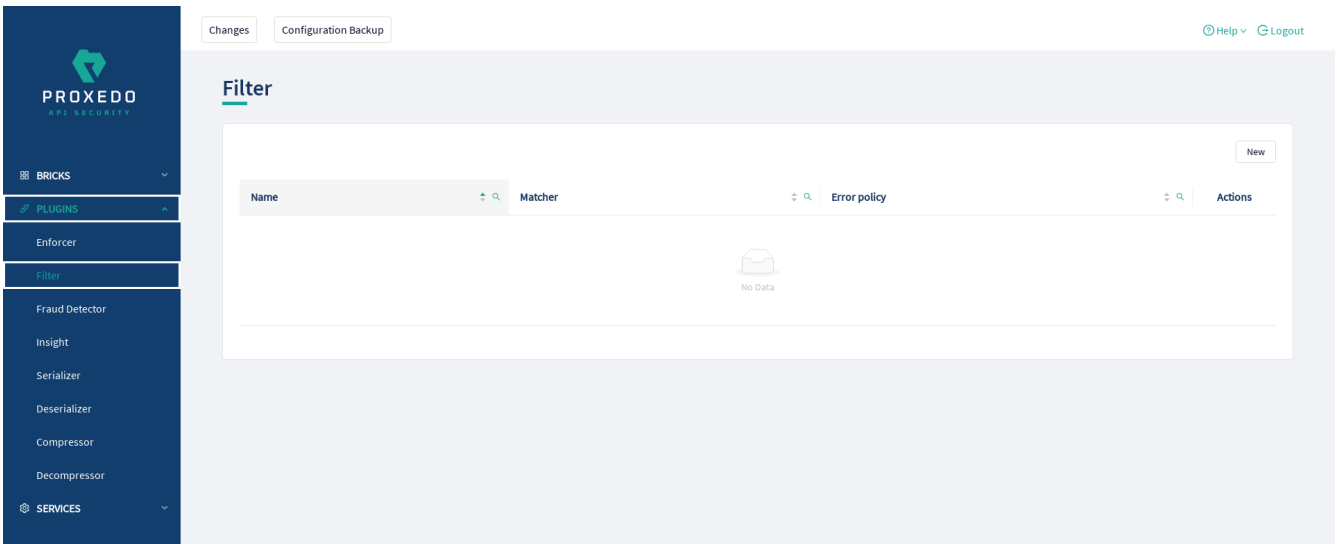 Changes Configuration Backup Help Logout
PROXEDO
API SECURITY
Filter
New
BRICKS
PLUGINS
Enforcer
Filter
Fraud Detector
Insight
Serializer
Deserializer
Compressor
Decompressor
SERVICES
Name Matcher Error policy Actions
No Data